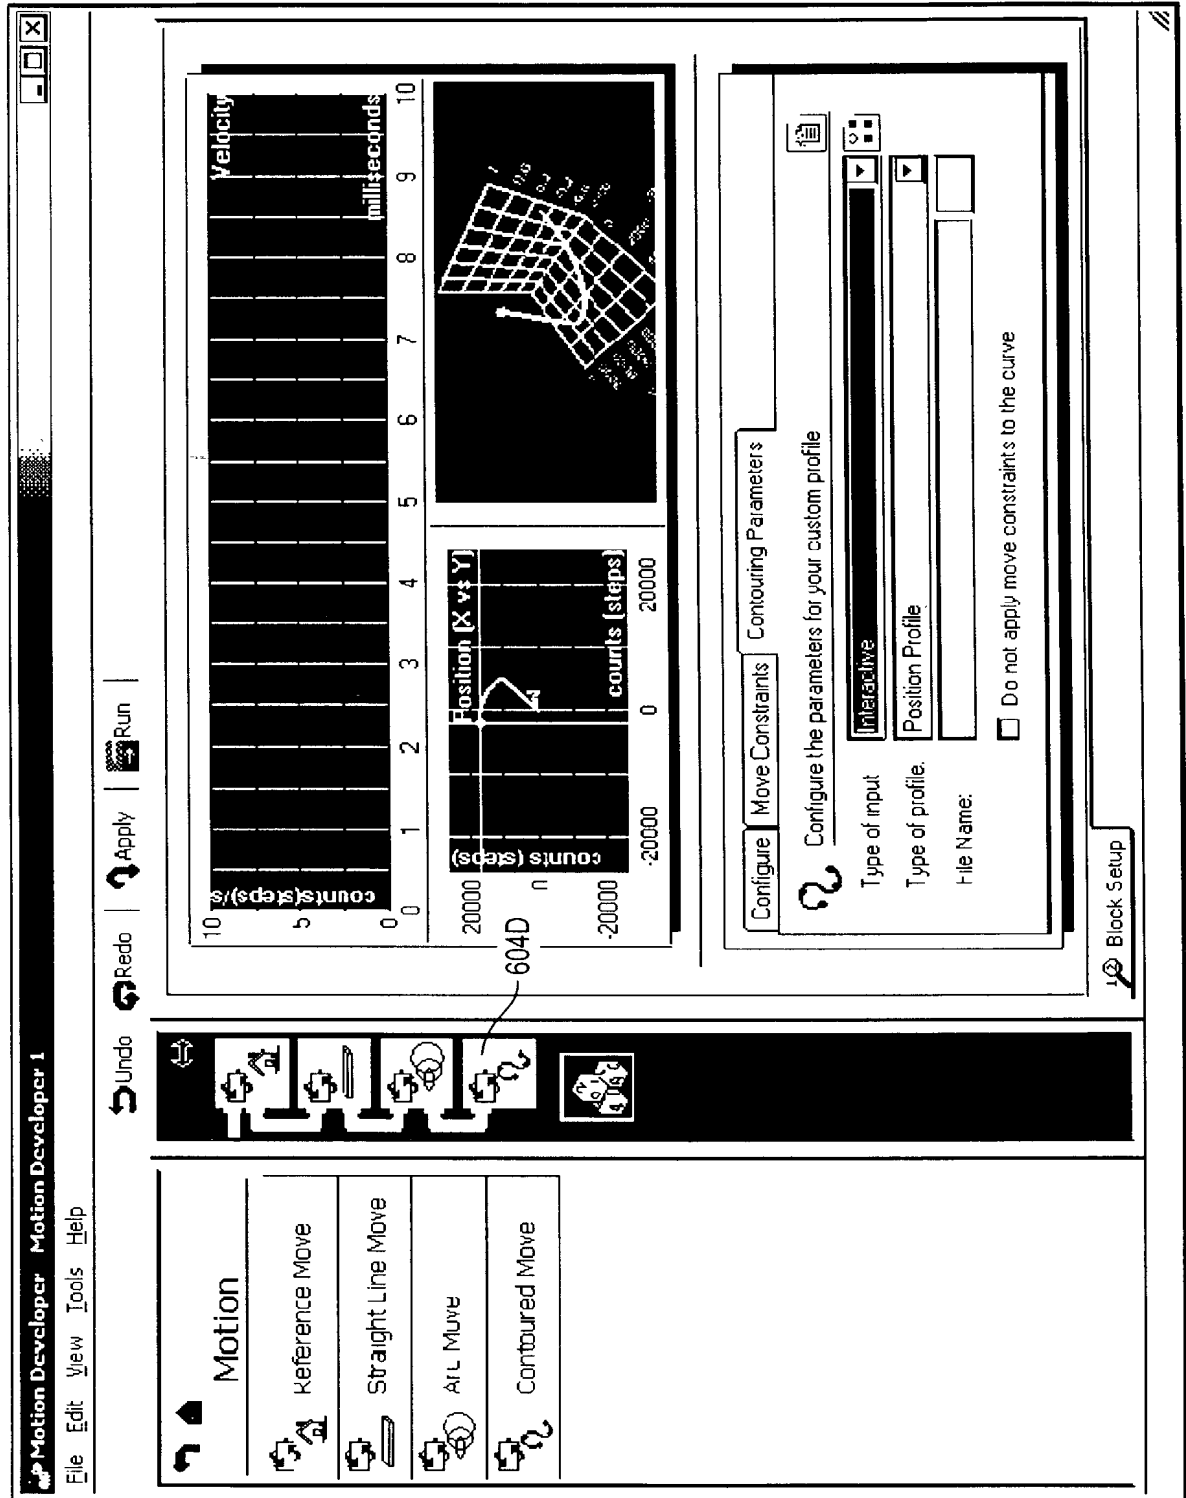 Motion Developer   Motion Developer 1
File Edit View Tools Help
Undo Redo Apply Run
Motion
Reference Move
Straight Line Move
Arc Move
Contoured Move
604D
Velocity
counts(steps)/s
milliseconds
10
5
0
0 1 2 3 4 5 6 7 8 9 10
Position (X vs Y)
counts (steps)
counts (steps)
20000
0
-20000
-20000 0 20000
Configure Move Constraints Contouring Parameters
Configure the parameters for your custom profile
Type of input Interactive
Type of profile. Position Profile
File Name:
Do not apply move constraints to the curve
Block Setup